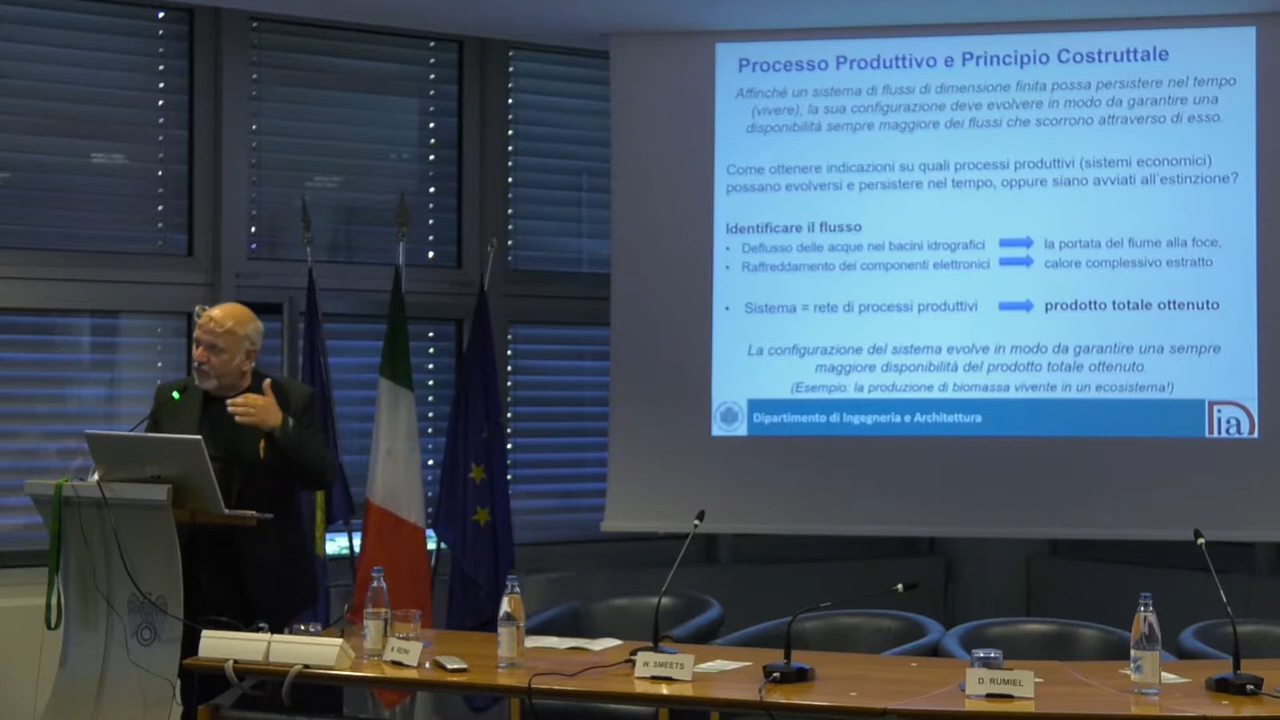 Processo Produttivo e Principio Costruttale
Affinché un sistema di flussi di dimensione finita possa persistere nel tempo
(vivere), la sua configurazione deve evolvere in modo da garantire una
disponibilità sempre maggiore dei flussi che scorrono attraverso di esso.
Come ottenere indicazioni su quali processi produttivi (sistemi economici)
possano evolversi e persistere nel tempo, oppure siano avviati all'estinzione?
Identificare il flusso
• Deflusso delle acque nei bacini idrografici la portata del fiume alla foce,
• Raffreddamento dei componenti elettronici calore complessivo estratto
• Sistema = rete di processi produttivi prodotto totale ottenuto
La configurazione del sistema evolve in modo da garantire una sempre
maggiore disponibilità del prodotto totale ottenuto.
(Esempio: la produzione di biomassa vivente in un ecosistema!)
Dipartimento di Ingegneria e Architettura
Dia
REINI
W. SMEETS
D. RUMIEL